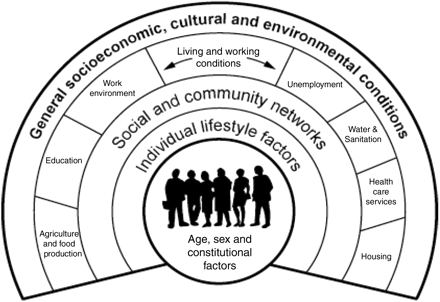 General socioeconomic, cultural and environmental conditions
Living and working
conditions
Work
environment
Unemployment
Education
Water &
Sanitation
Agriculture
and food
production
Health
care
services
Housing
Social and community networks
Individual lifestyle factors
Age, sex and
constitutional
factors